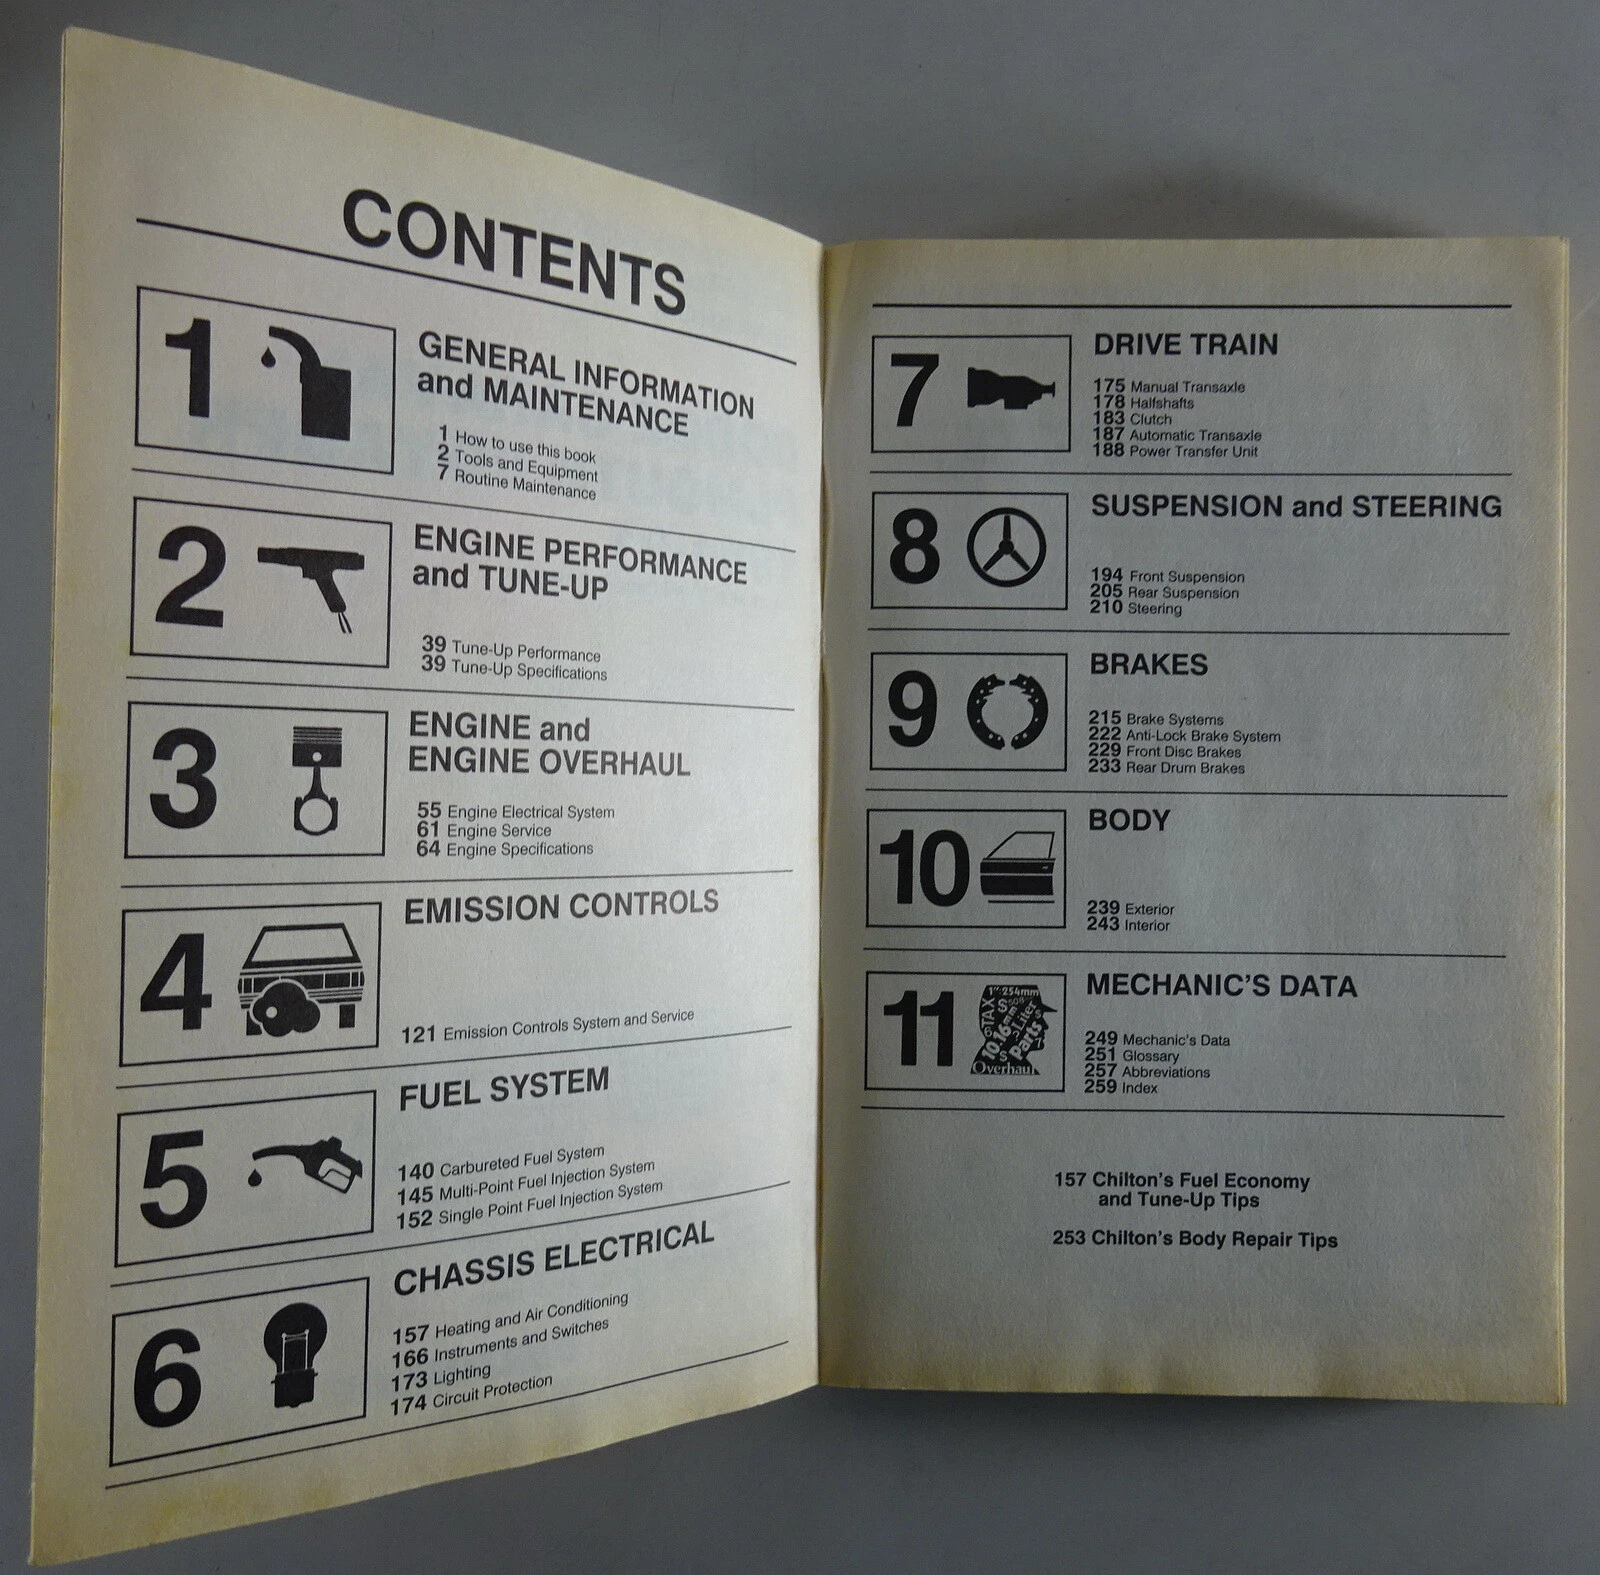 CONTENTS
1
GENERAL INFORMATION
and MAINTENANCE
1 How to use this book
2 Tools and Equipment
7 Routine Maintenance
2
ENGINE PERFORMANCE
and TUNE-UP
39 Tune-Up Performance
39 Tune-Up Specifications
3
ENGINE and
ENGINE OVERHAUL
55 Engine Electrical System
61 Engine Service
64 Engine Specifications
4
EMISSION CONTROLS
121 Emission Controls System and Service
5
FUEL SYSTEM
140 Carbureted Fuel System
145 Multi-Point Fuel Injection System
152 Single Point Fuel Injection System
6
CHASSIS ELECTRICAL
157 Heating and Air Conditioning
166 Instruments and Switches
173 Lighting
174 Circuit Protection
7
DRIVE TRAIN
175 Manual Transaxle
178 Halfshafts
183 Clutch
187 Automatic Transaxle
188 Power Transfer Unit
8
SUSPENSION and STEERING
194 Front Suspension
205 Rear Suspension
210 Steering
9
BRAKES
215 Brake Systems
222 Anti-Lock Brake System
229 Front Disc Brakes
233 Rear Drum Brakes
10
BODY
239 Exterior
243 Interior
11
1":254mm
TAX
Liter
10.16mm
Parts
Overhaul
MECHANIC'S DATA
249 Mechanic's Data
251 Glossary
257 Abbreviations
259 Index
157 Chilton's Fuel Economy
and Tune-Up Tips
253 Chilton's Body Repair Tips